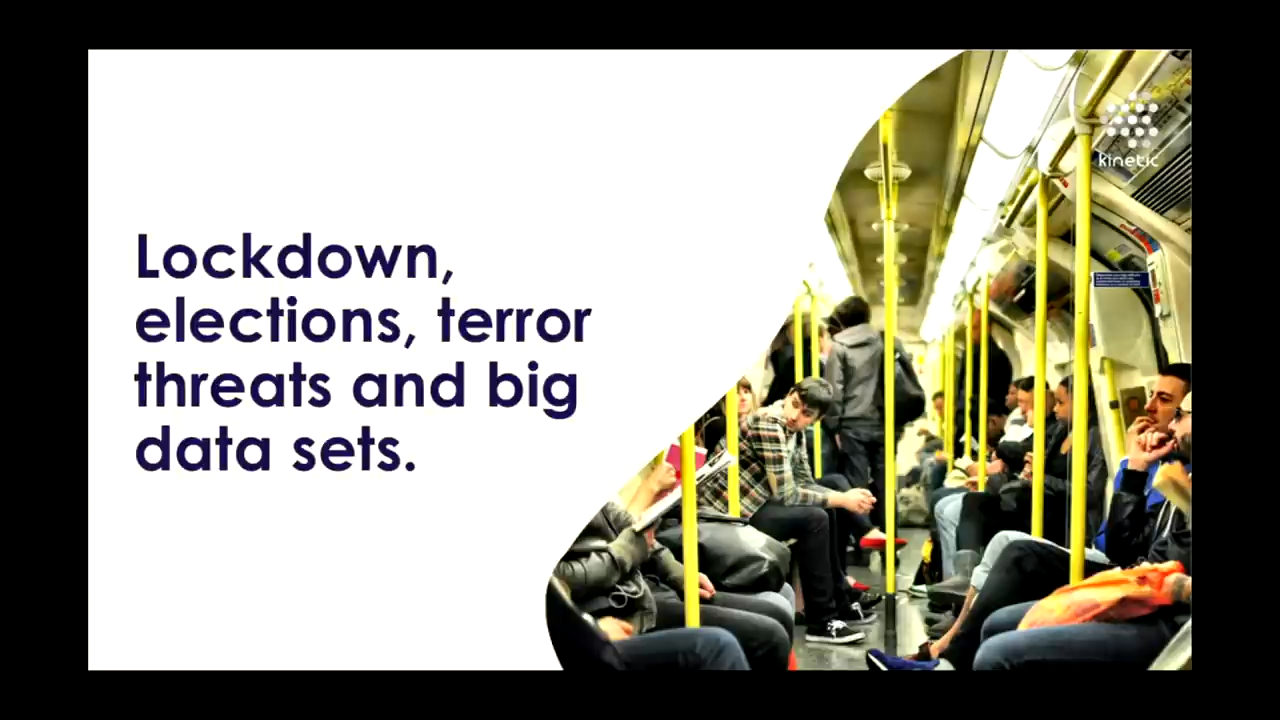 Lockdown,
elections, terror
threats and big
data sets.
kinetic